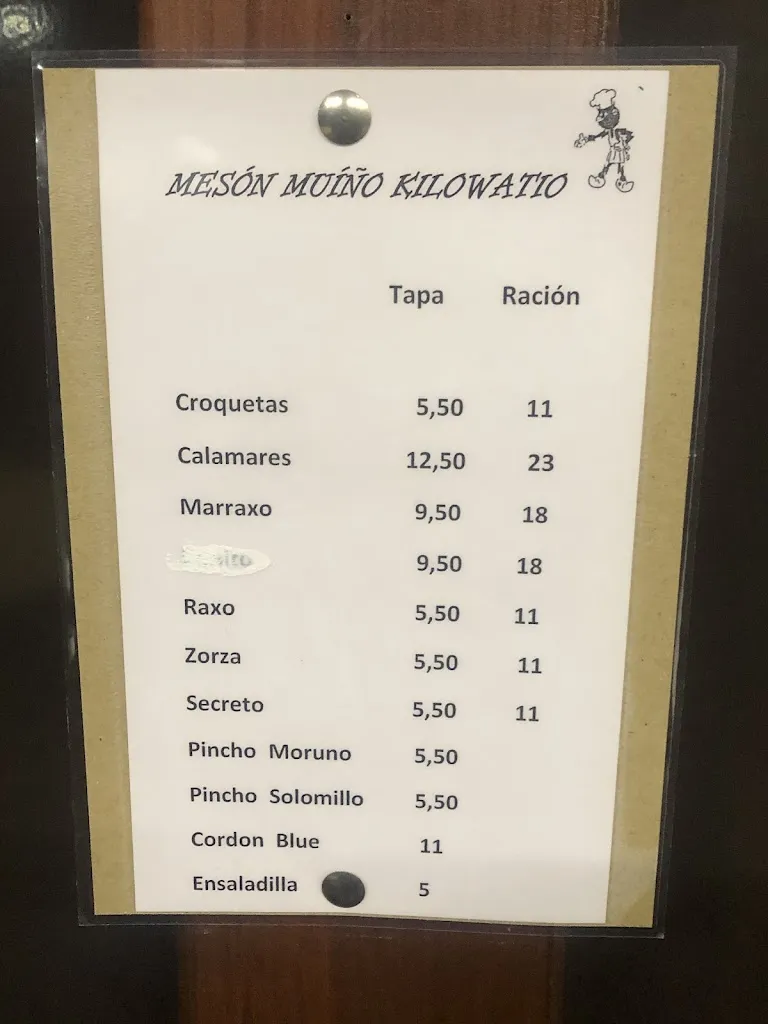 MESÓN MUÍÑO KILOWATIO
Tapa Ración
Croquetas 5,50 11
Calamares 12,50 23
Marraxo 9,50 18
9,50 18
Raxo 5,50 11
Zorza 5,50 11
Secreto 5,50 11
Pincho Moruno 5,50
Pincho Solomillo 5,50
Cordon Blue 11
Ensaladilla 5